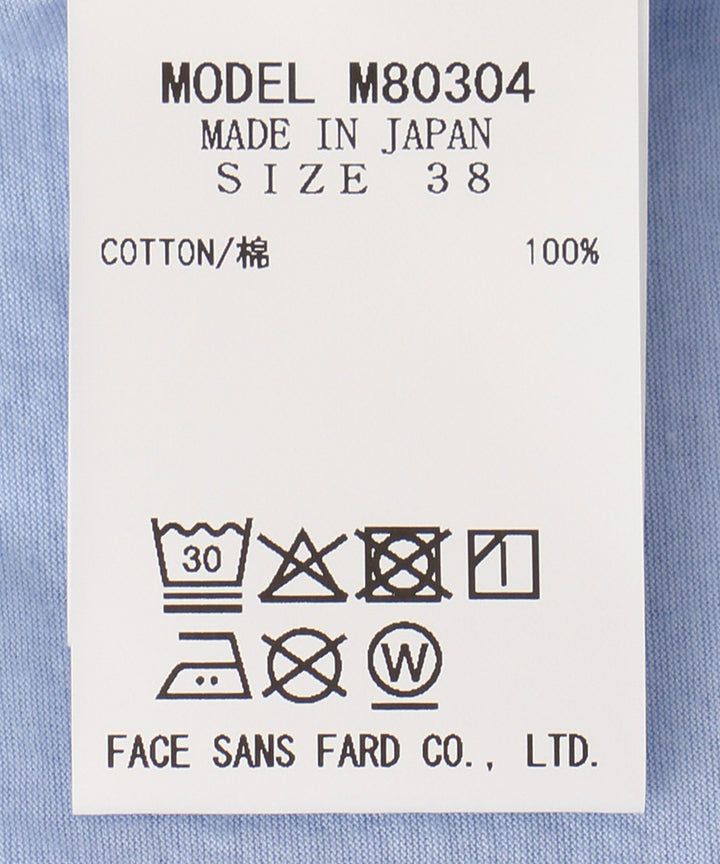 MODEL M80304
MADE IN JAPAN
SIZE 38
COTTON/棉 100%
30
W
FACE SANS FARD CO., LTD.